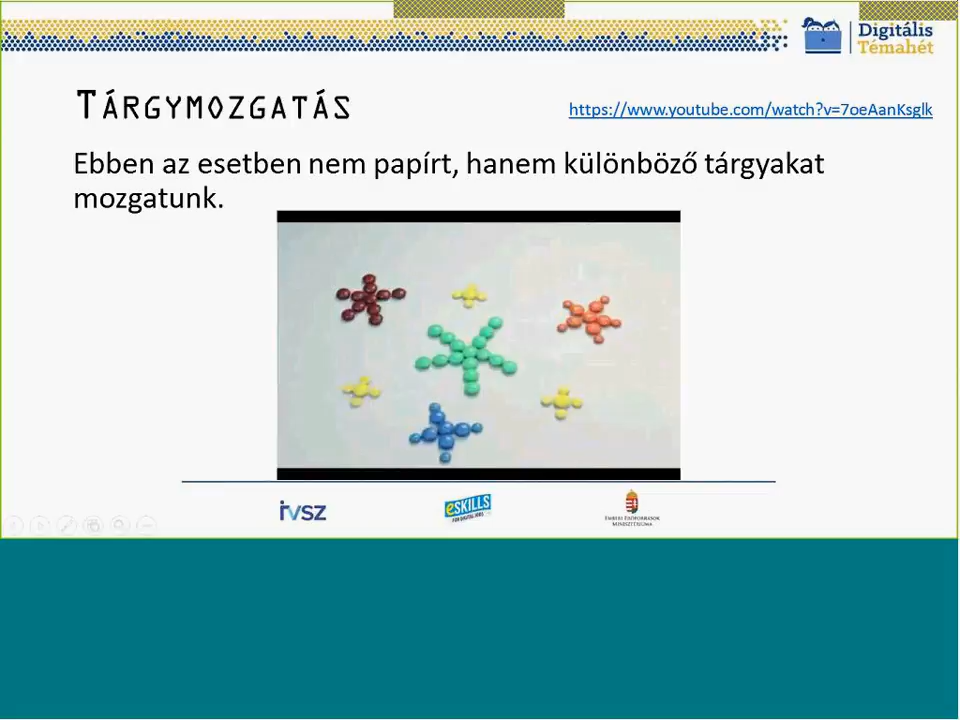 Digitális
Témahét
TÁRGYMOZGATÁS
https://www.youtube.com/watch?v=7oeAanKsglk
Ebben az esetben nem papírt, hanem különböző tárgyakat
mozgatunk.
IVSZ
eSKILLS
FOR DIGITAL JOBS
EMBERI ERŐFORRÁSOK
MINISZTÉRIUMA